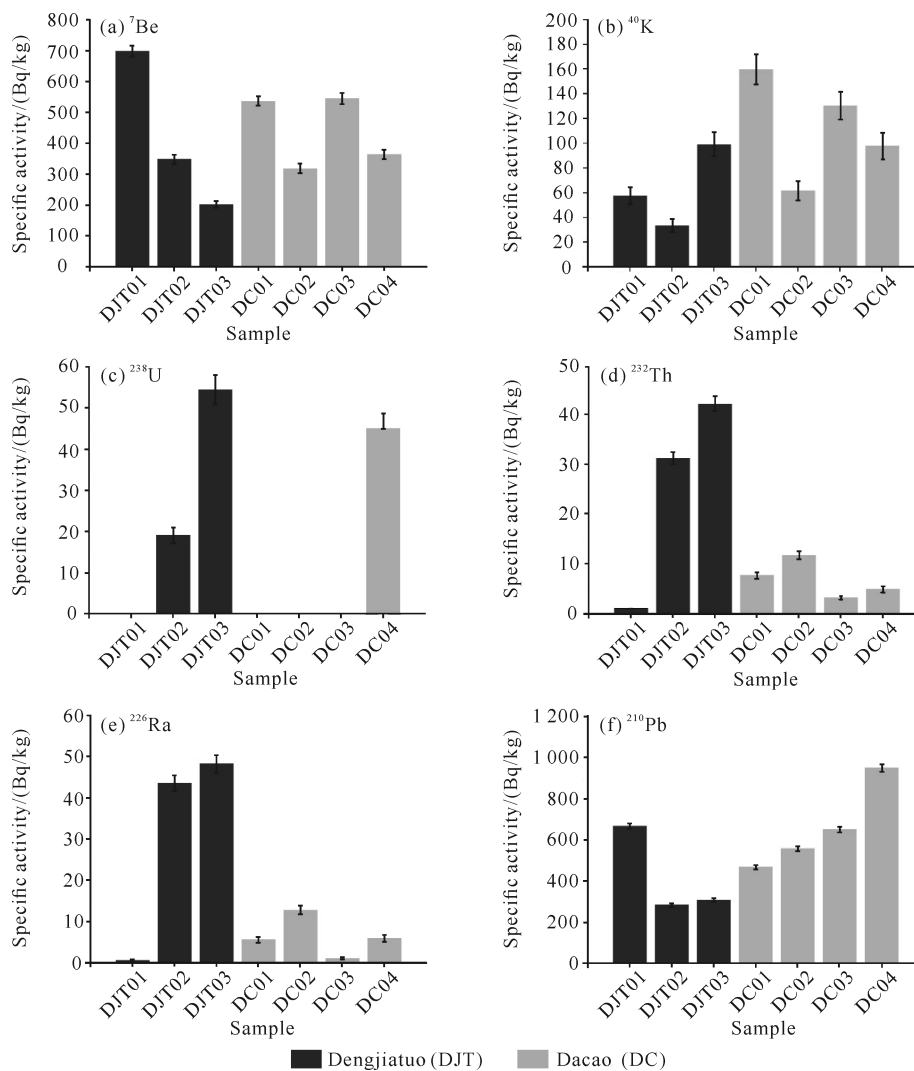 (a) ⁷Be
Specific activity/(Bq/kg)
800
700
600
500
400
300
200
100
0
DJT01 DJT02 DJT03 DC01 DC02 DC03 DC04
Sample
(b) ⁴⁰K
Specific activity/(Bq/kg)
200
180
160
140
120
100
80
60
40
20
0
DJT01 DJT02 DJT03 DC01 DC02 DC03 DC04
Sample
(c) ²³⁸U
Specific activity/(Bq/kg)
60
50
40
30
20
10
0
DJT01 DJT02 DJT03 DC01 DC02 DC03 DC04
Sample
(d) ²³²Th
Specific activity/(Bq/kg)
50
40
30
20
10
0
DJT01 DJT02 DJT03 DC01 DC02 DC03 DC04
Sample
(e) ²²⁶Ra
Specific activity/(Bq/kg)
60
50
40
30
20
10
0
DJT01 DJT02 DJT03 DC01 DC02 DC03 DC04
Sample
(f) ²¹⁰Pb
Specific activity/(Bq/kg)
1 200
1 000
800
600
400
200
0
DJT01 DJT02 DJT03 DC01 DC02 DC03 DC04
Sample
Dengjiatuo (DJT) Dacao (DC)